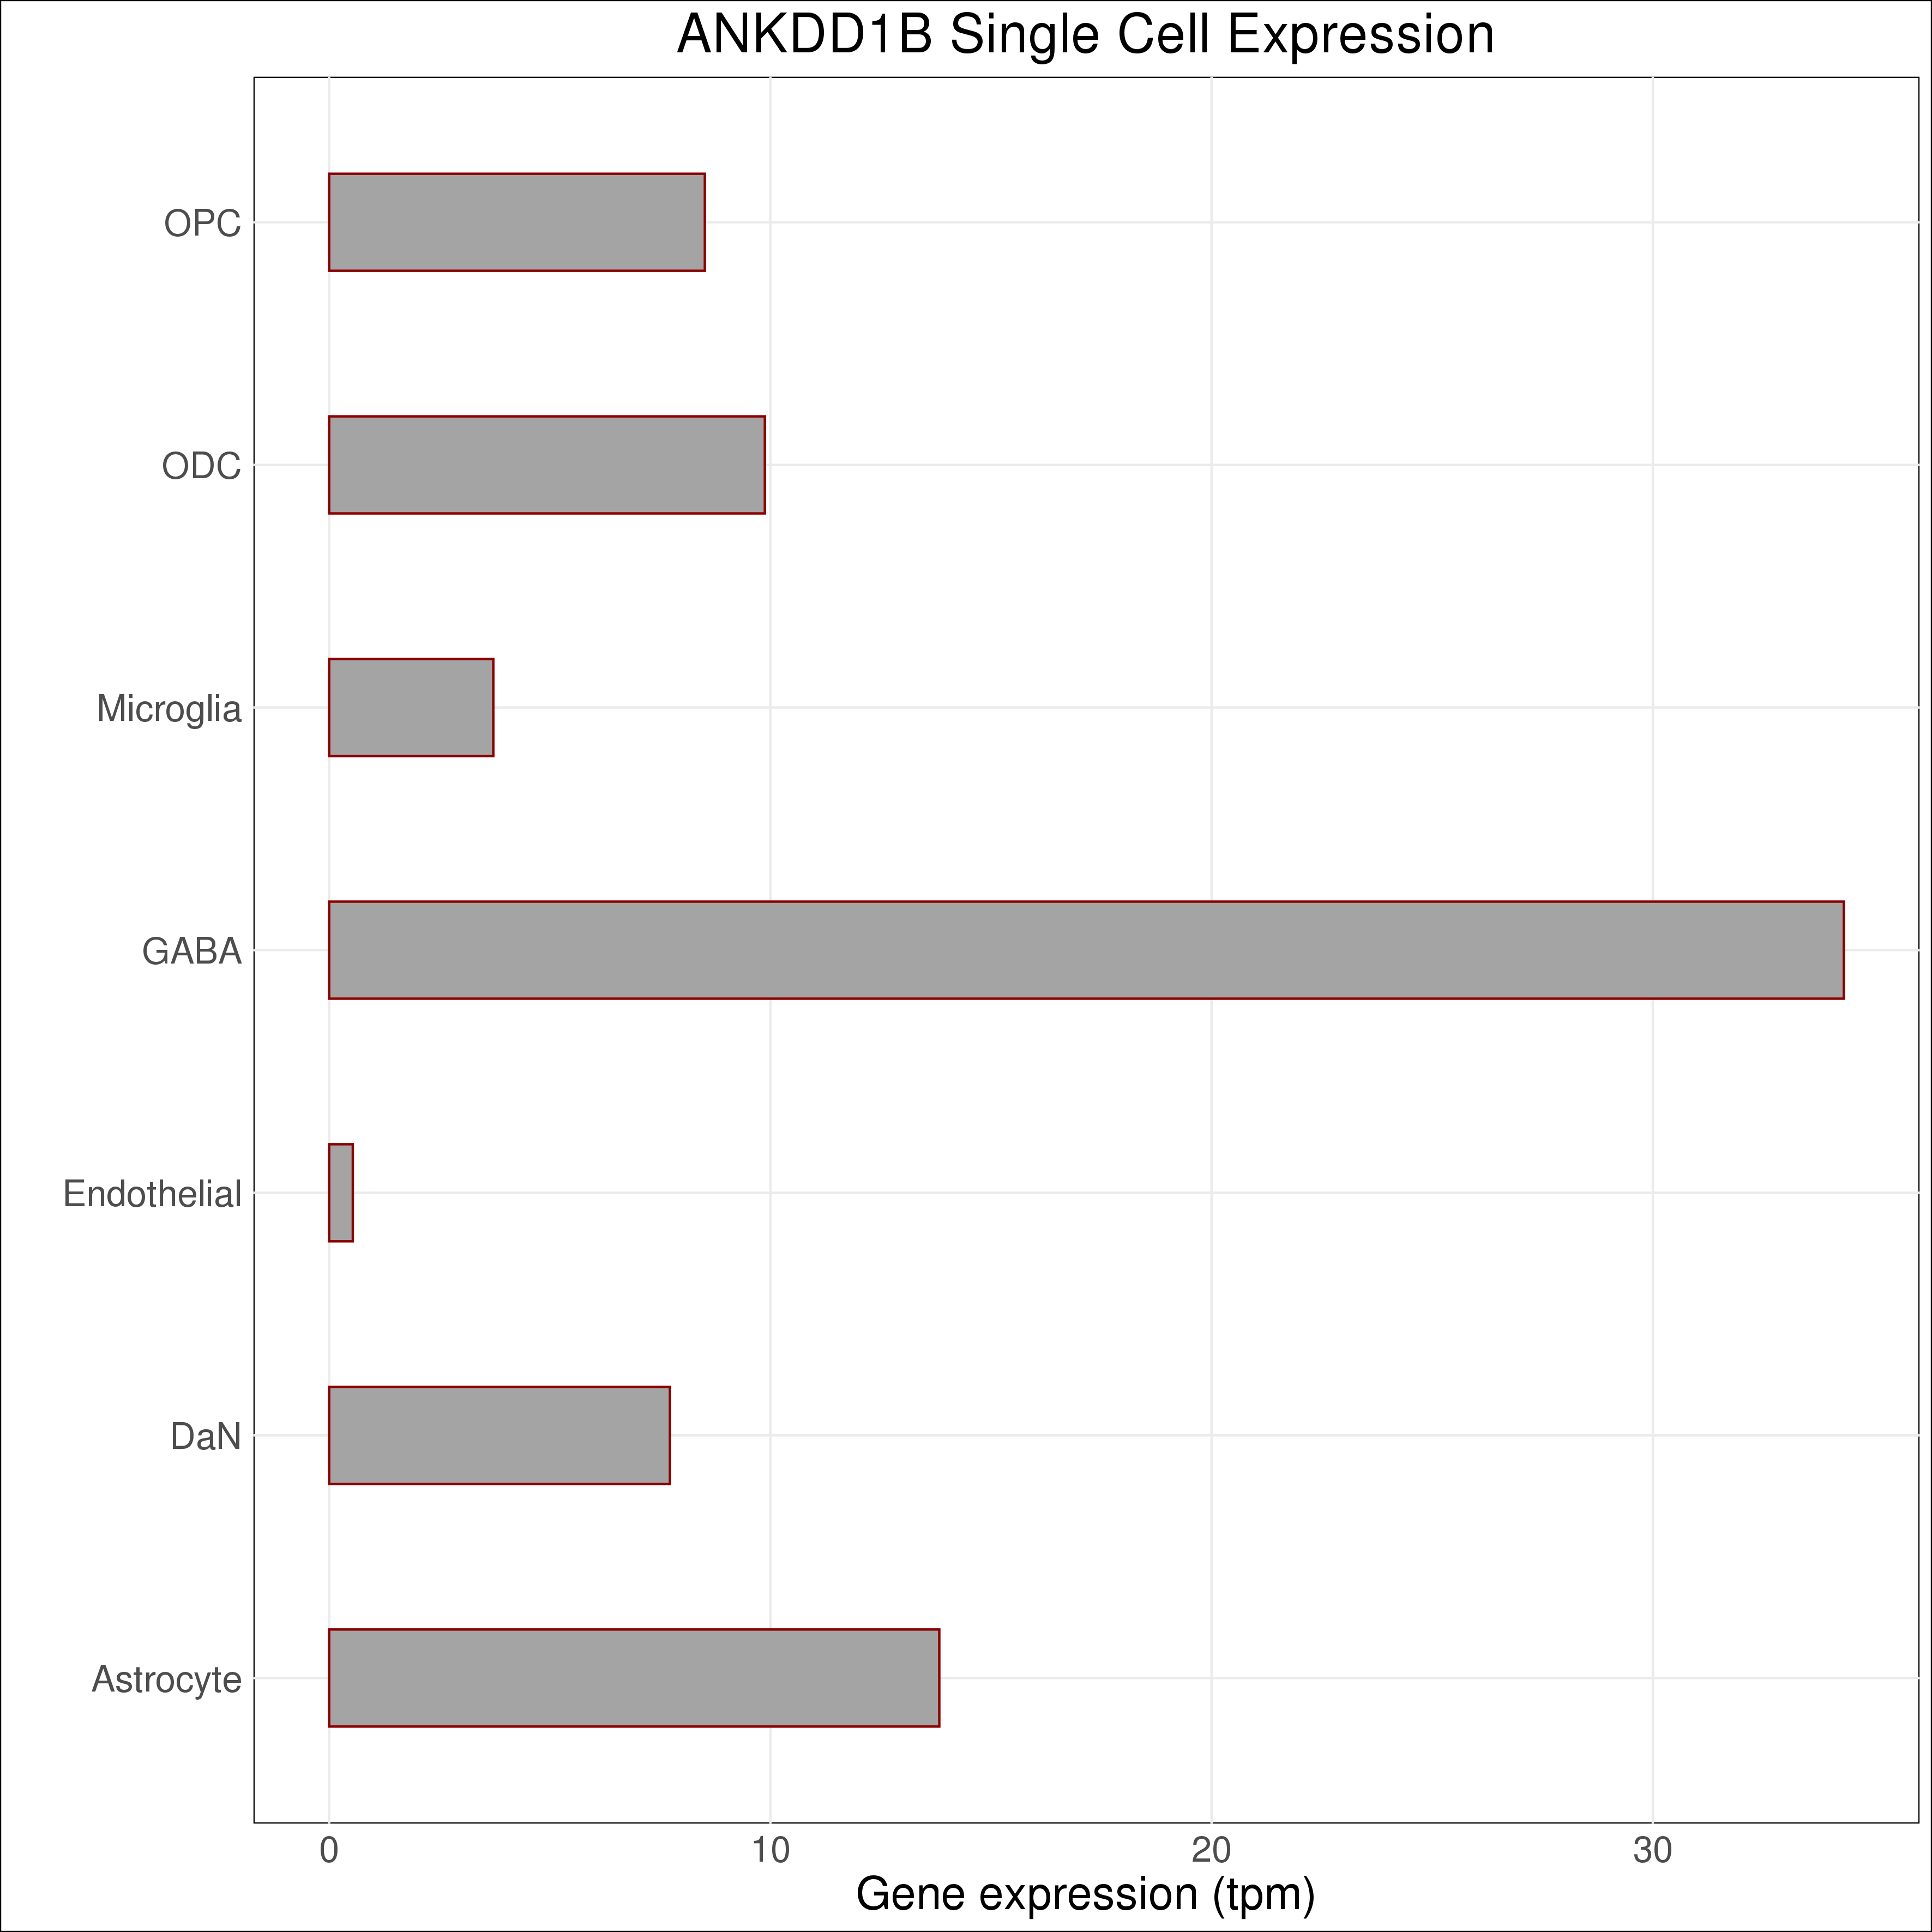 ANKDD1B Single Cell Expression
OPC
ODC
Microglia
GABA
Endothelial
DaN
Astrocyte
0 10 20 30
Gene expression (tpm)